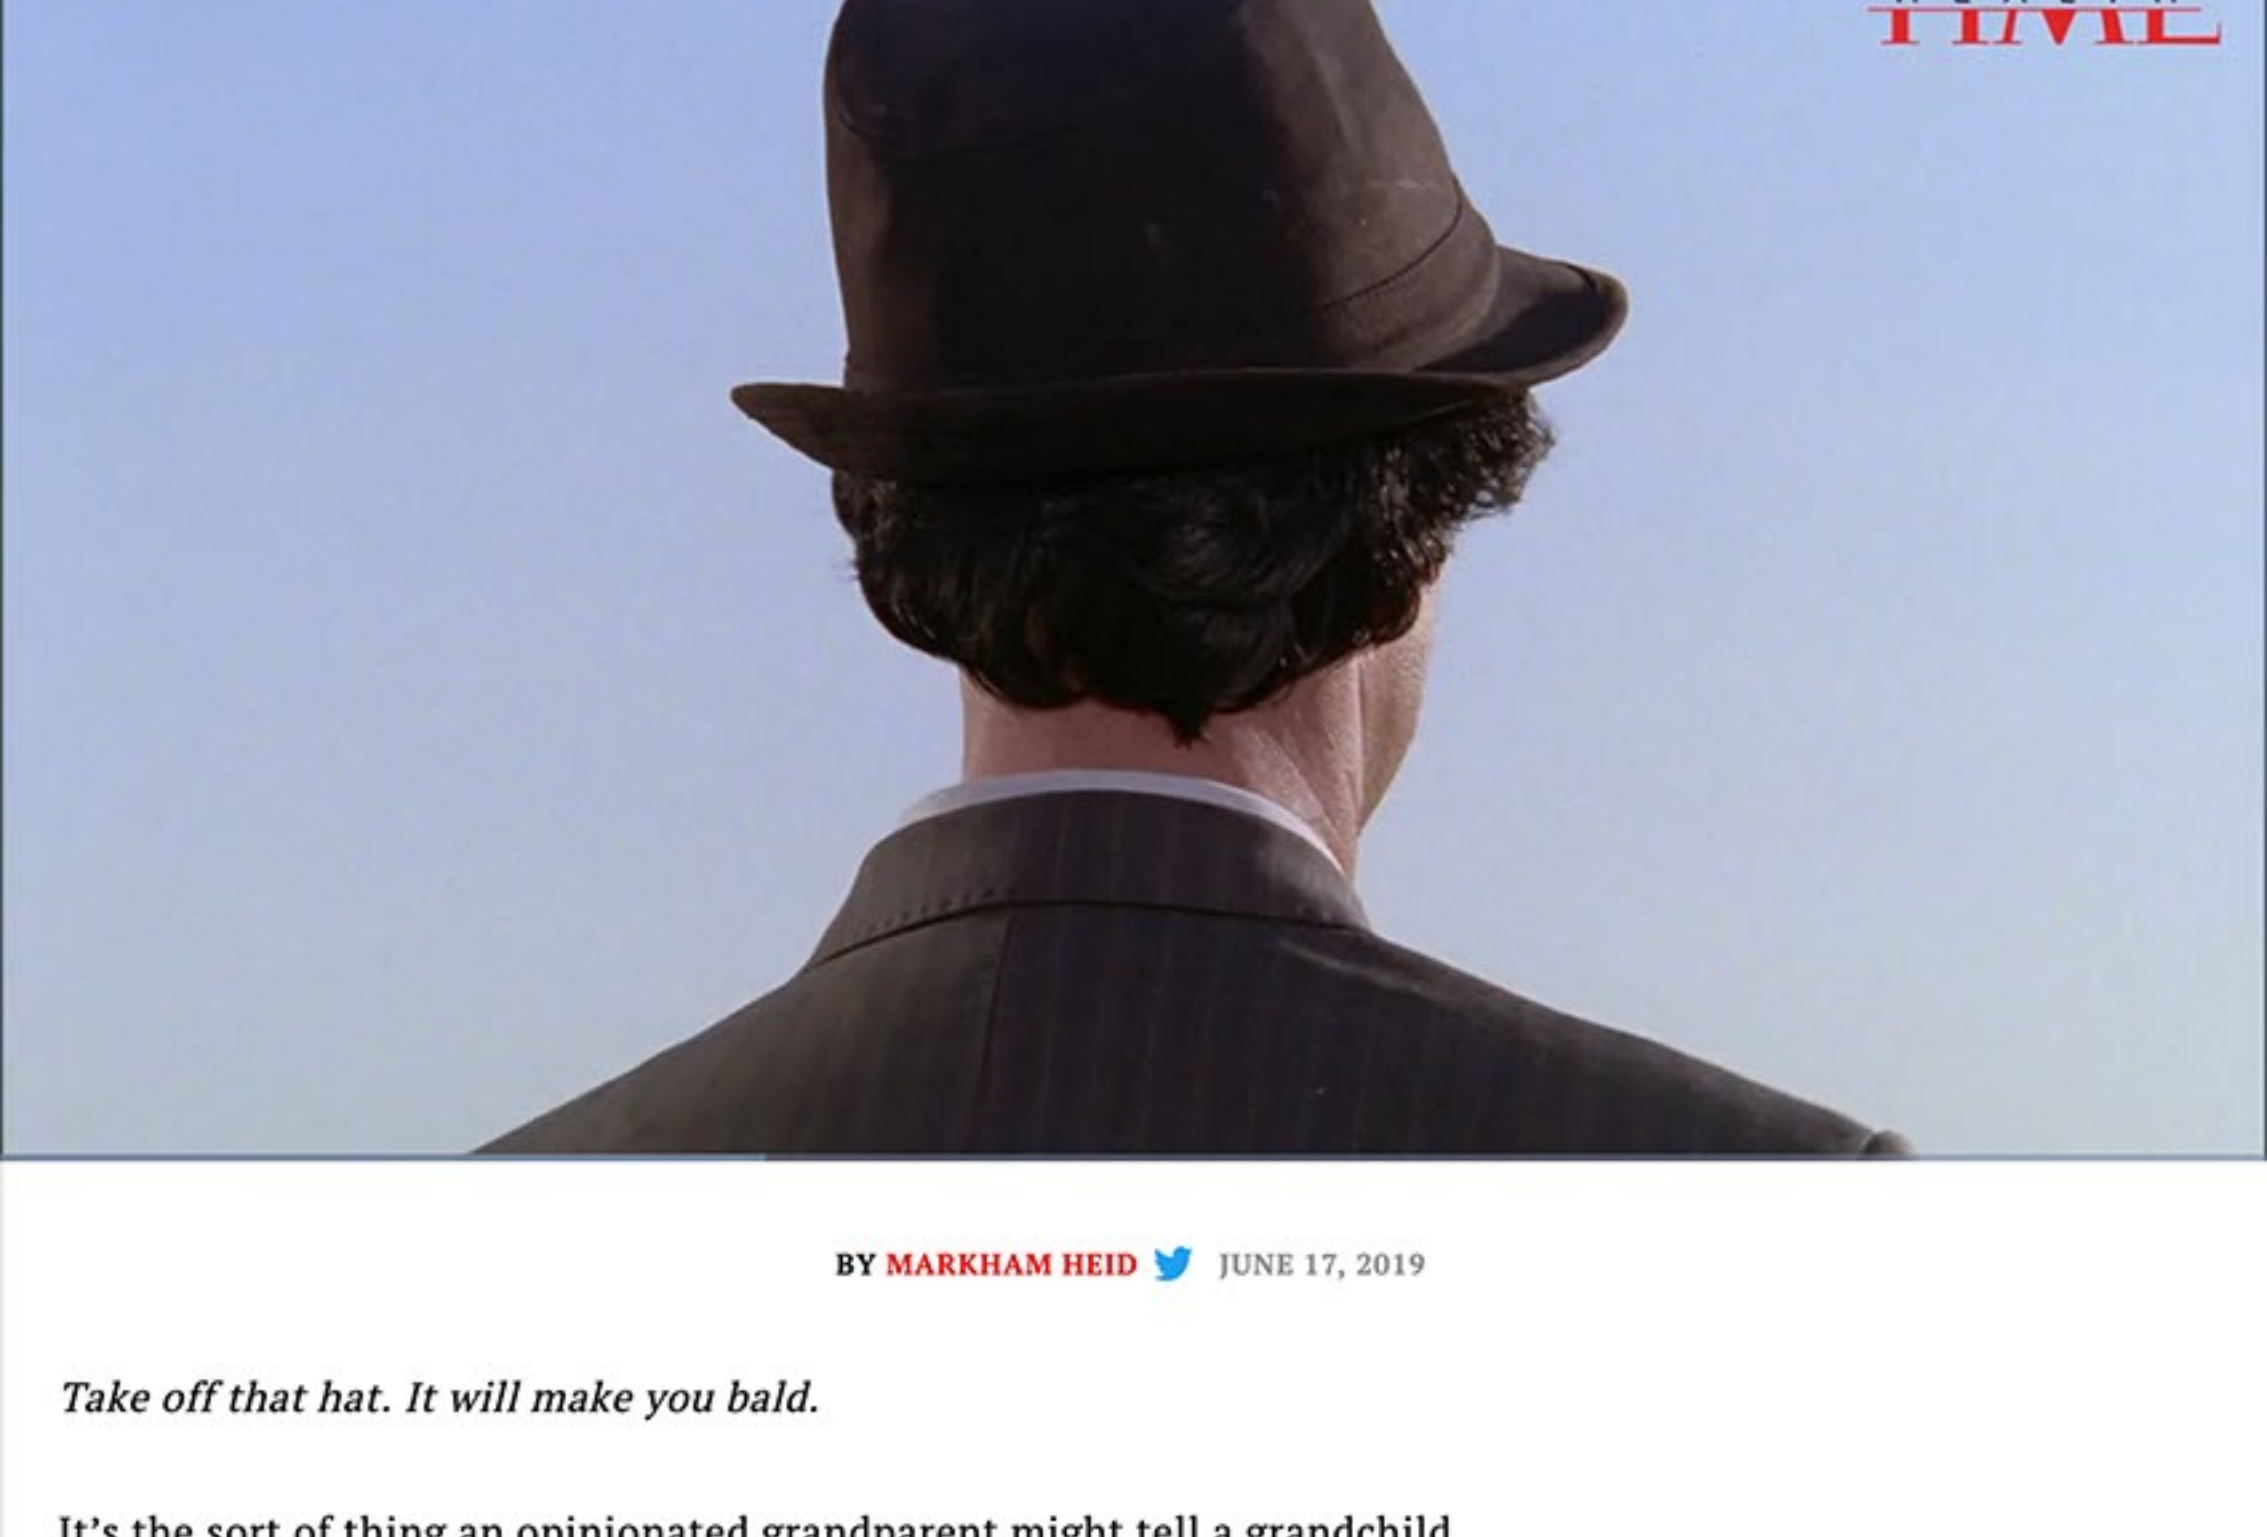 TIME
BY MARKHAM HEID JUNE 17, 2019
Take off that hat. It will make you bald.
It's the sort of thing an opinionated grandparent might tell a grandchild